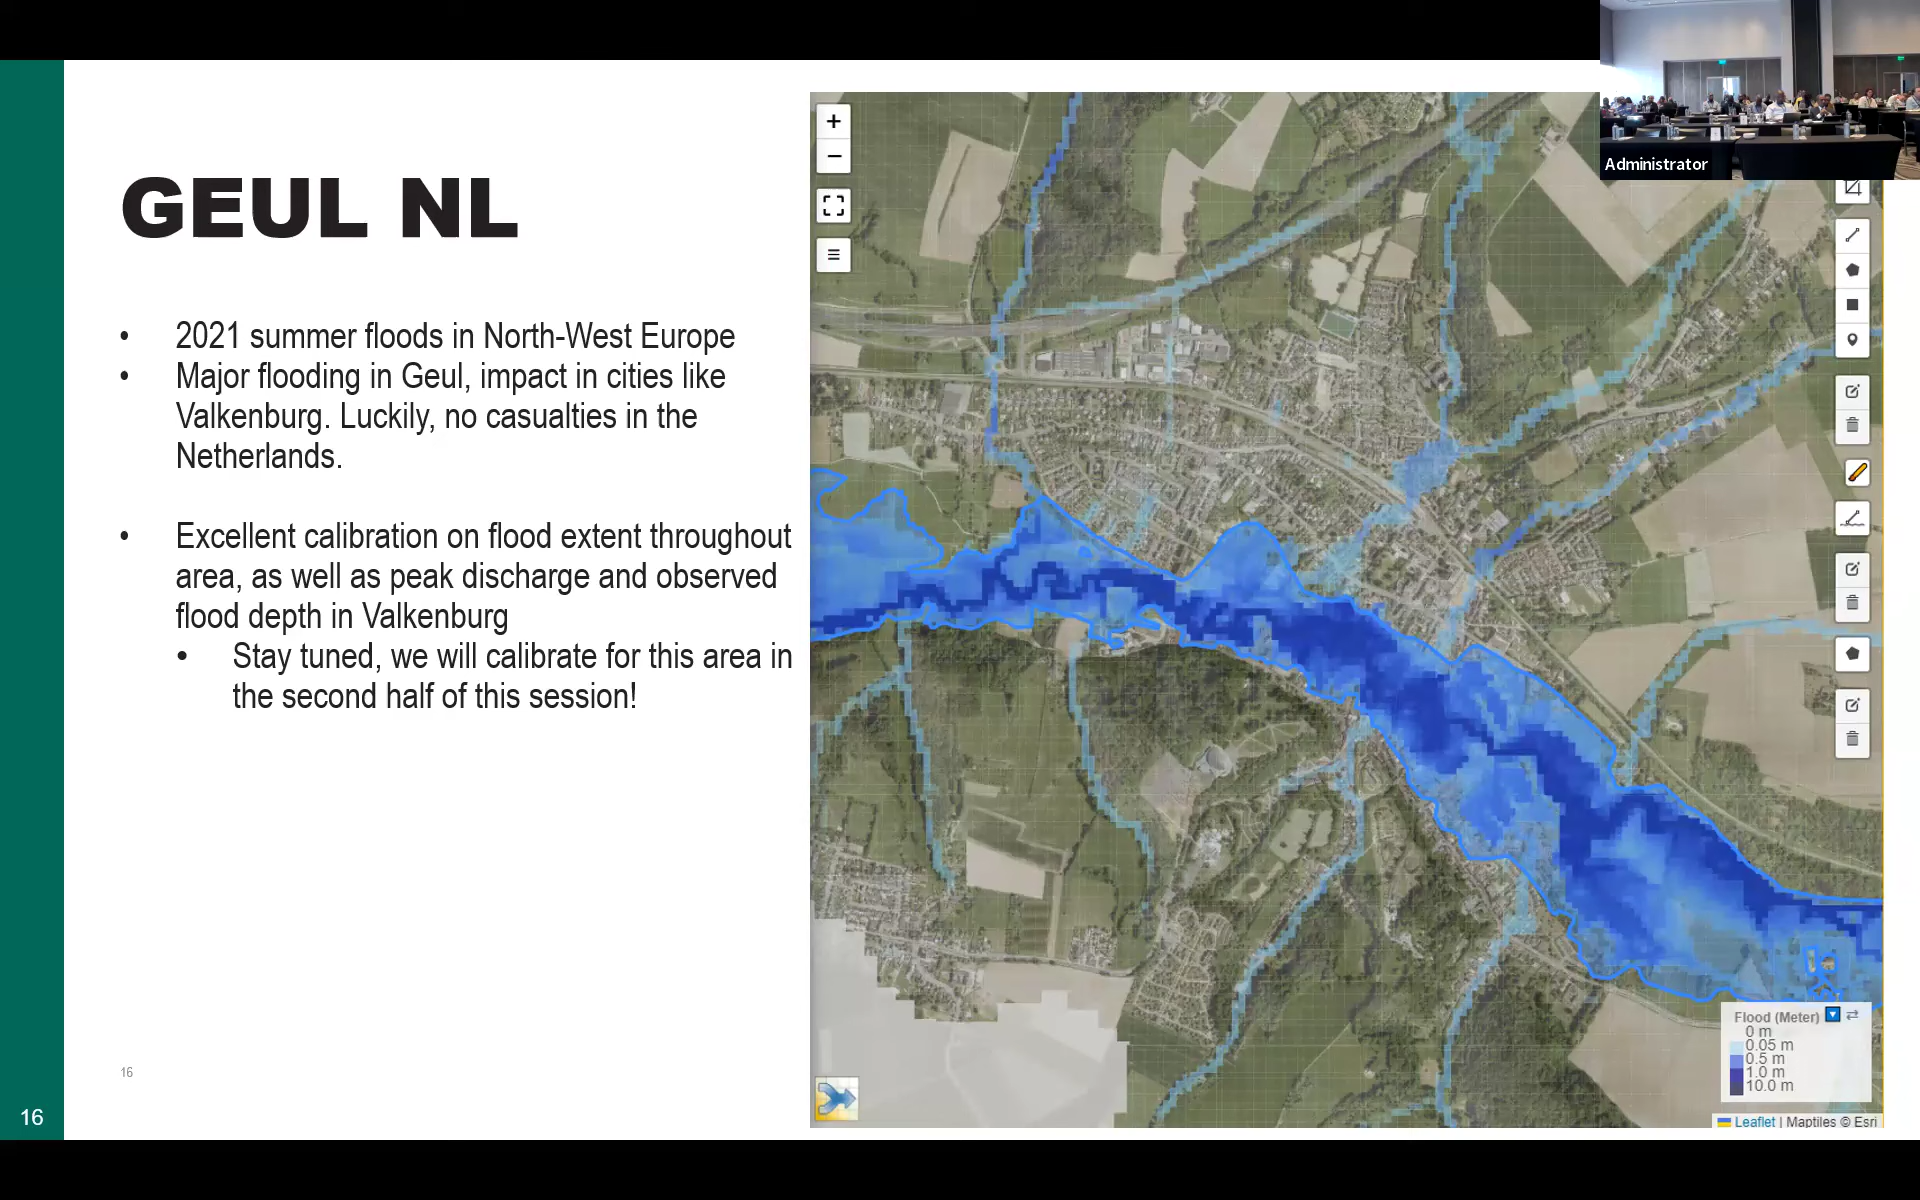 Administrator
GEUL NL
• 2021 summer floods in North-West Europe
• Major flooding in Geul, impact in cities like
Valkenburg. Luckily, no casualties in the
Netherlands.
• Excellent calibration on flood extent throughout
area, as well as peak discharge and observed
flood depth in Valkenburg
• Stay tuned, we will calibrate for this area in
the second half of this session!
16
16
+
−
Flood (Meter)
0 m
0.05 m
0.5 m
1.0 m
10.0 m
Leaflet | Maptiles © Esri